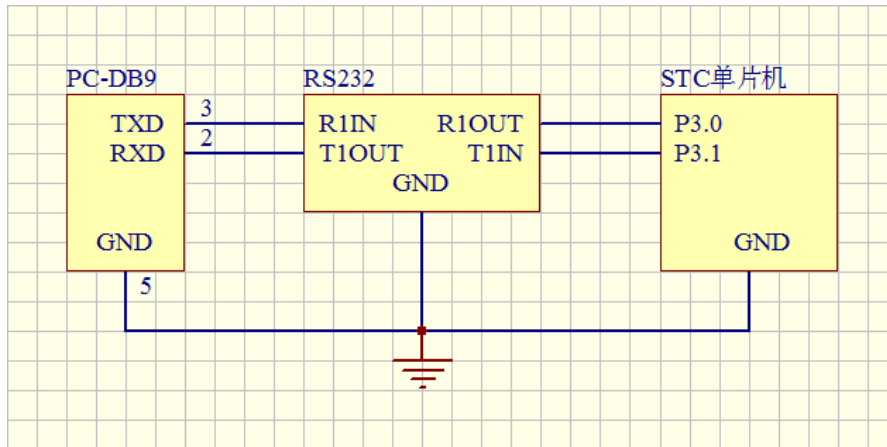 PC-DB9 RS232 STC单片机
TXD 3 R1IN R1OUT P3.0
RXD 2 T1OUT T1IN P3.1
GND
GND GND
5